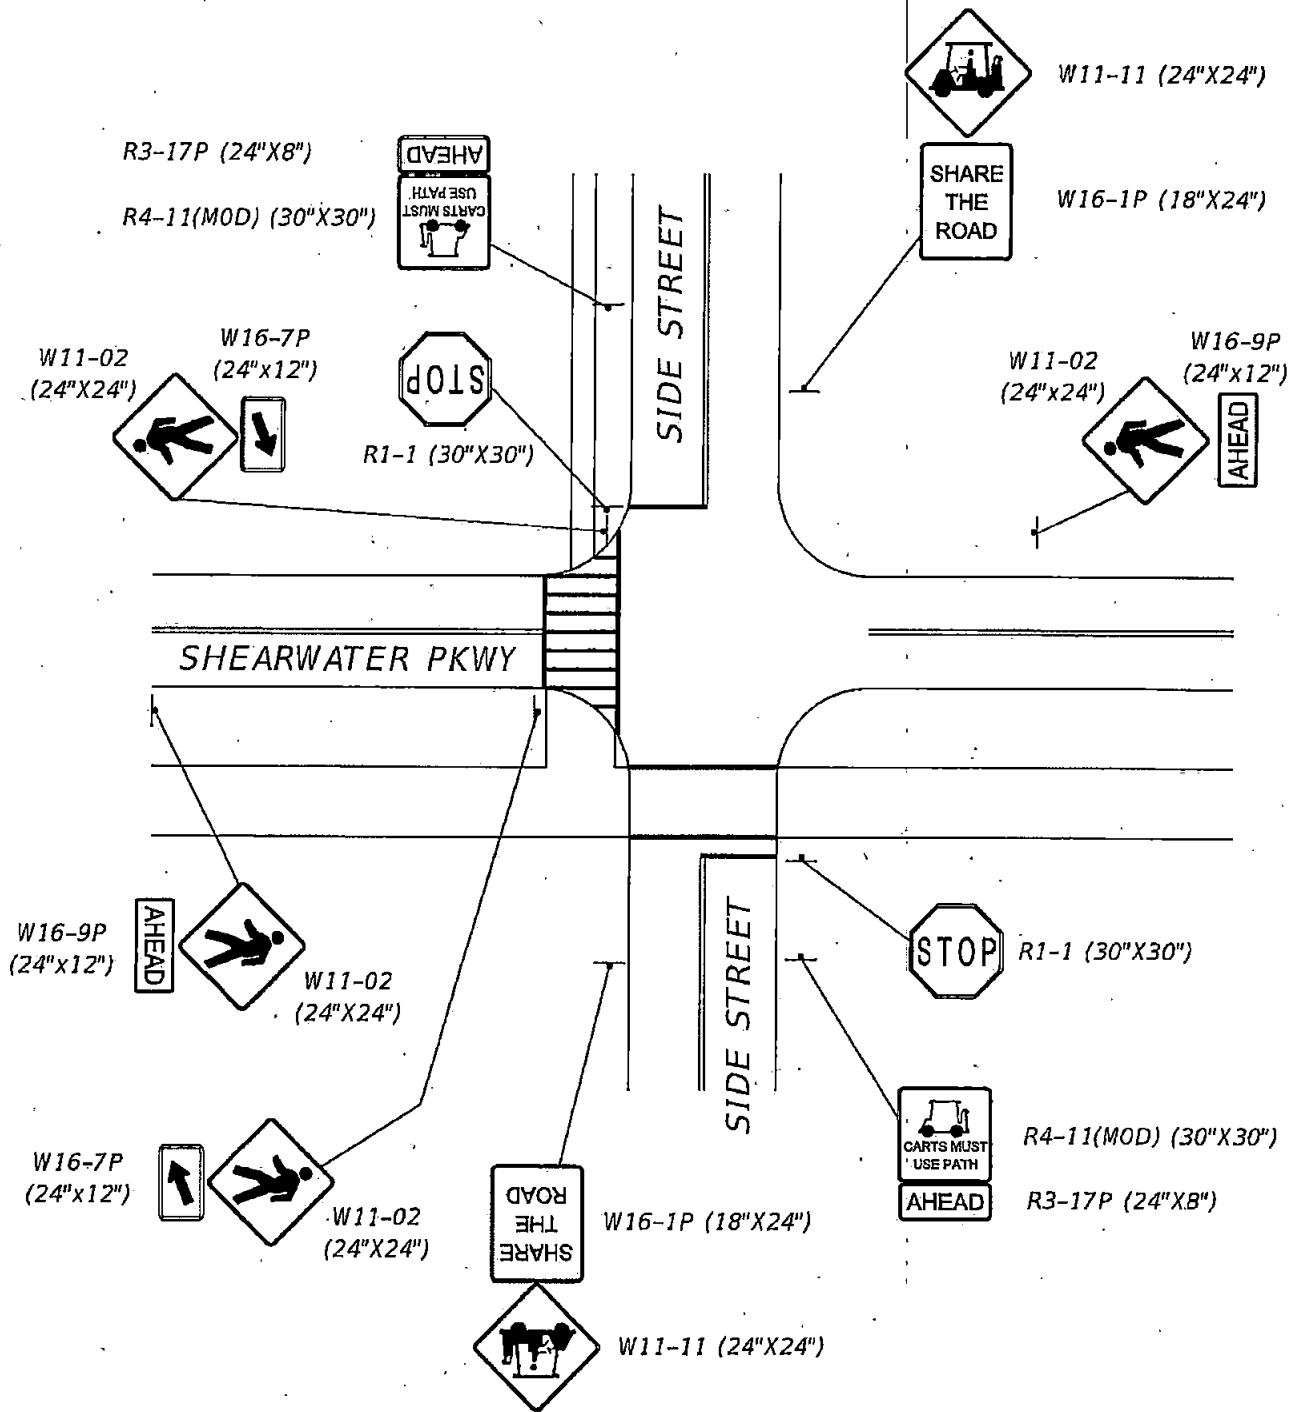 W11-11 (24"X24")
R3-17P (24"X8")
AHEAD
SHARE
THE
ROAD
W16-1P (18"X24")
R4-11(MOD) (30"X30")
CARTS MUST
USE PATH
SIDE STREET
W16-7P
(24"x12")
W11-02
(24"X24")
STOP
R1-1 (30"X30")
W16-9P
(24"x12")
W11-02
(24"x24")
AHEAD
SHEARWATER PKWY
W16-9P
(24"x12")
AHEAD
W11-02
(24"X24")
SIDE STREET
STOP
R1-1 (30"X30")
CARTS MUST
USE PATH
R4-11(MOD) (30"X30")
AHEAD
R3-17P (24"X8")
W16-7P
(24"x12")
W11-02
(24"X24")
SHARE
THE
ROAD
W16-1P (18"X24")
W11-11 (24"X24")